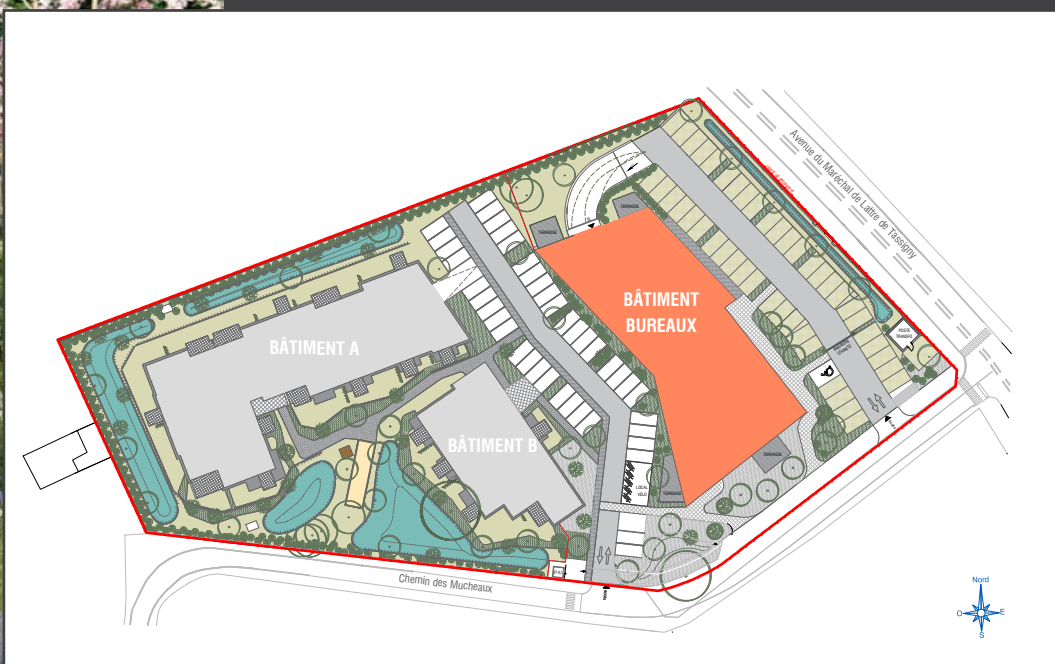 Avenue du Maréchal de Lattre de Tassigny
TERRASSE
TERRASSE
BÂTIMENT
BUREAUX
POSTE
TRANSFO
BÂTIMENT A
BÂTIMENT B
TERRASSE
LOCAL
VÉLO
TERRASSE
Chemin des Mucheaux
Nord
O
E
S